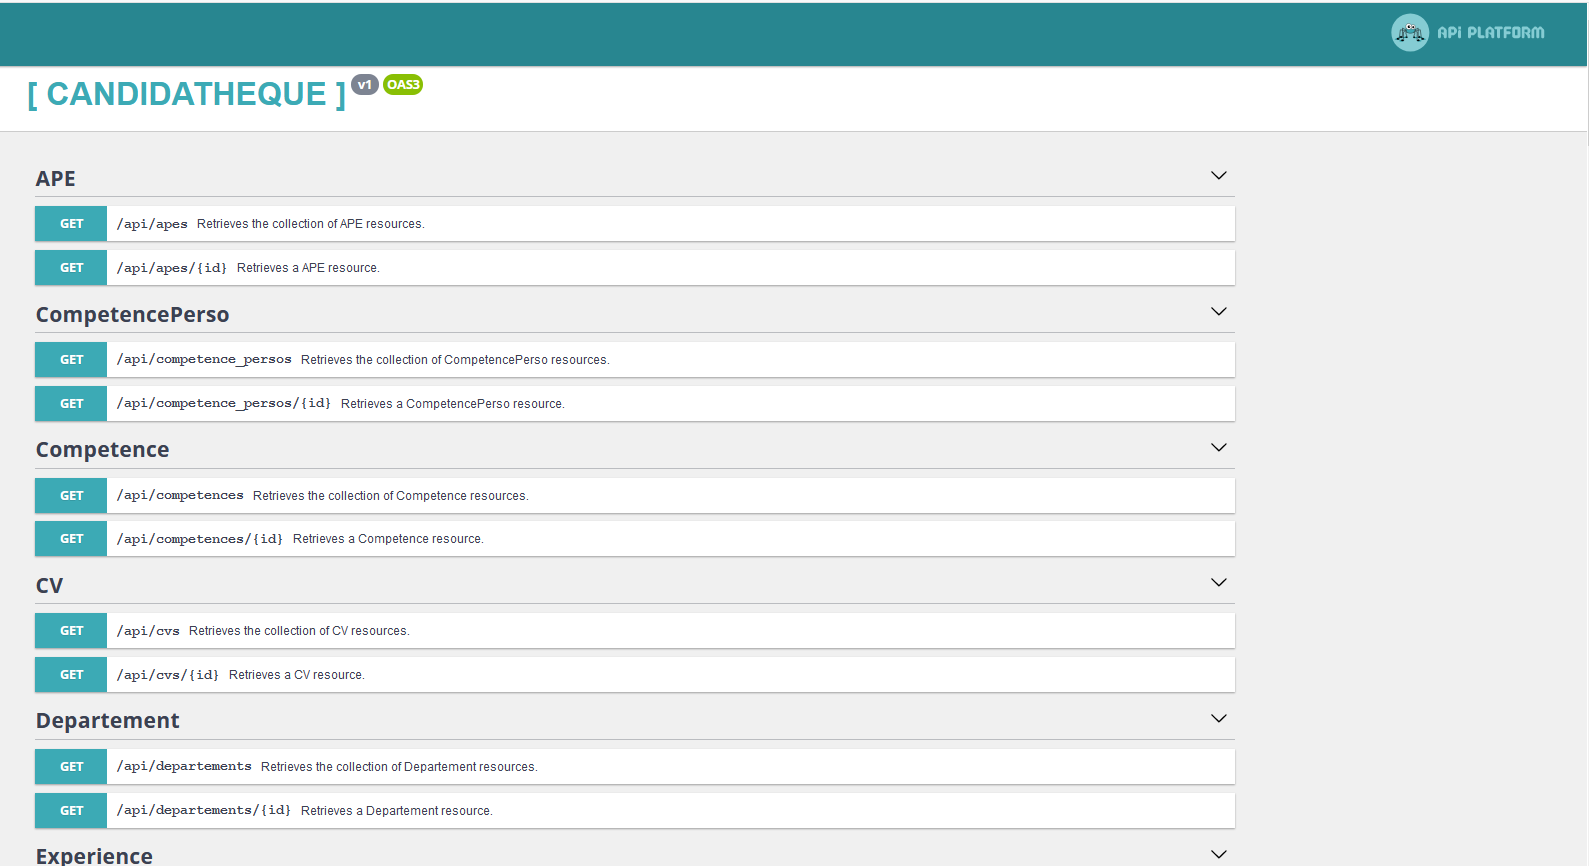 API PLATFORM
[ CANDIDATHEQUE ] v1 OAS3
APE
GET /api/apes Retrieves the collection of APE resources.
GET /api/apes/{id} Retrieves a APE resource.
CompetencePerso
GET /api/competence_persos Retrieves the collection of CompetencePerso resources.
GET /api/competence_persos/{id} Retrieves a CompetencePerso resource.
Competence
GET /api/competences Retrieves the collection of Competence resources.
GET /api/competences/{id} Retrieves a Competence resource.
CV
GET /api/cvs Retrieves the collection of CV resources.
GET /api/cvs/{id} Retrieves a CV resource.
Departement
GET /api/departements Retrieves the collection of Departement resources.
GET /api/departements/{id} Retrieves a Departement resource.
Experience